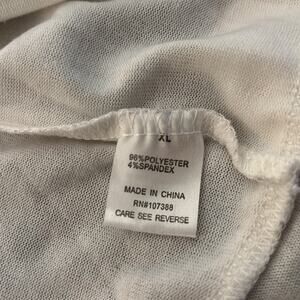 XL
96%POLYESTER
4%SPANDEX
MADE IN CHINA
RN#107388
CARE SEE REVERSE